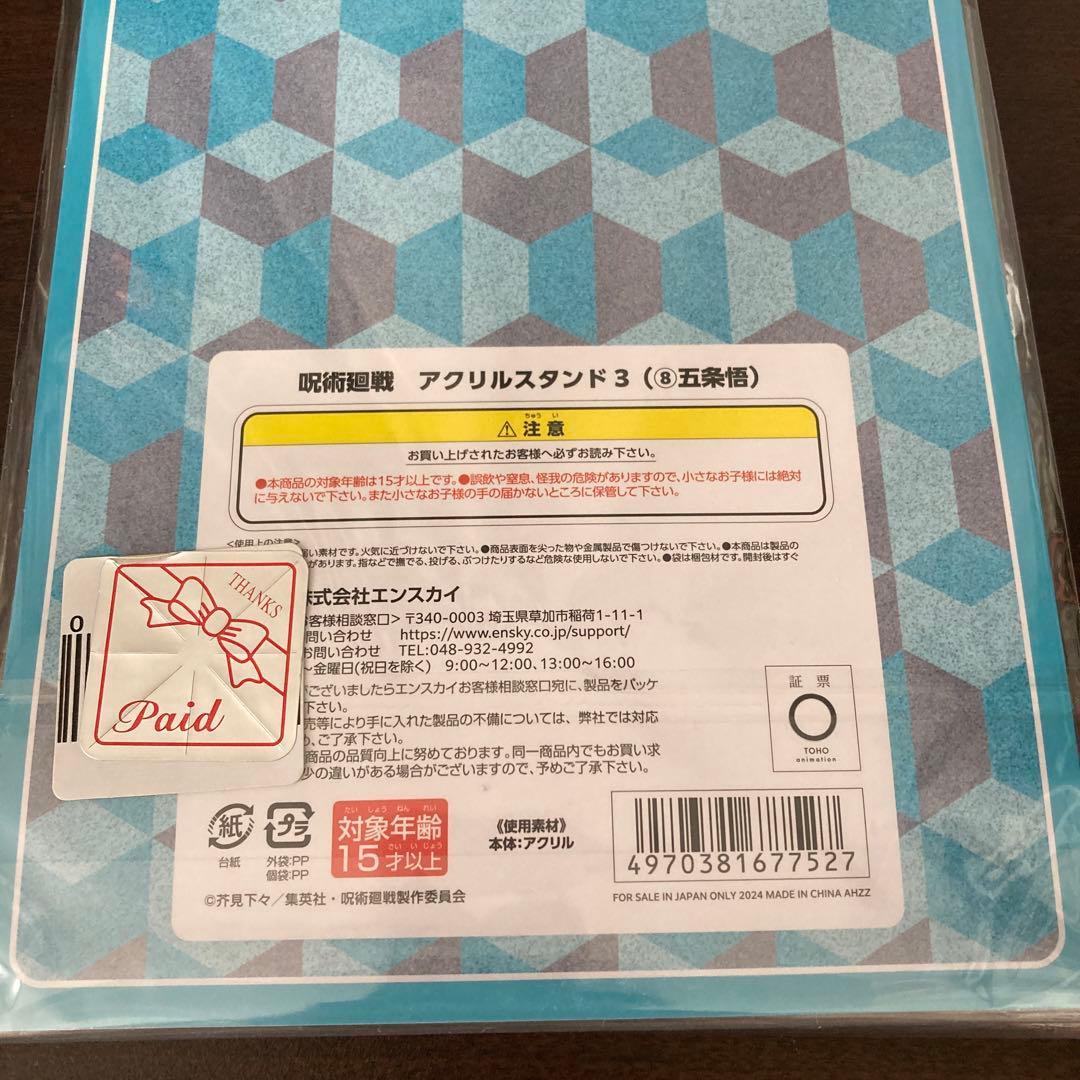 呪術廻戦 アクリルスタンド3（⑧五条悟）
ちゅう い
⚠注意
お買い上げされたお客様へ必ずお読み下さい。
●本商品の対象年齢は15才以上です。●誤飲や窒息、怪我の危険がありますので、小さなお子様には絶対
に与えないで下さい。また小さなお子様の手の届かないところに保管して下さい。
<使用上の注意>
い素材です。火気に近づけないで下さい。●商品表面を尖った物や金属製品で傷つけないで下さい。●本商品は製品の
があります。指などで撫でる、投げる、ぶつけたりするなど危険な使用しないで下さい。●袋は梱包材です。開封後はすぐ
株式会社エンスカイ
お客様相談窓口>〒340-0003 埼玉県草加市稲荷1-11-1
問い合わせ https://www.ensky.co.jp/support/
お問い合わせ TEL:048-932-4992
～金曜日(祝日を除く) 9:00～12:00、13:00～16:00
がございましたらエンスカイお客様相談窓口宛に、製品をパッケ
下さい。
売等により手に入れた製品の不備については、弊社では対応
、ご了承下さい。
商品の品質向上に努めております。同一商品内でもお買い求
少の違いがある場合がございますので、予めご了承下さい。
THANKS
Paid
0
証票
TOHO
animation
紙
台紙
プラ
外袋:PP
個袋:PP
たい しょう ねん れい
対象年齢
さい い じょう
15才以上
《使用素材》
本体:アクリル
4970381677527
©芥見下々／集英社・呪術廻戦製作委員会
FOR SALE IN JAPAN ONLY 2024 MADE IN CHINA AHZZ